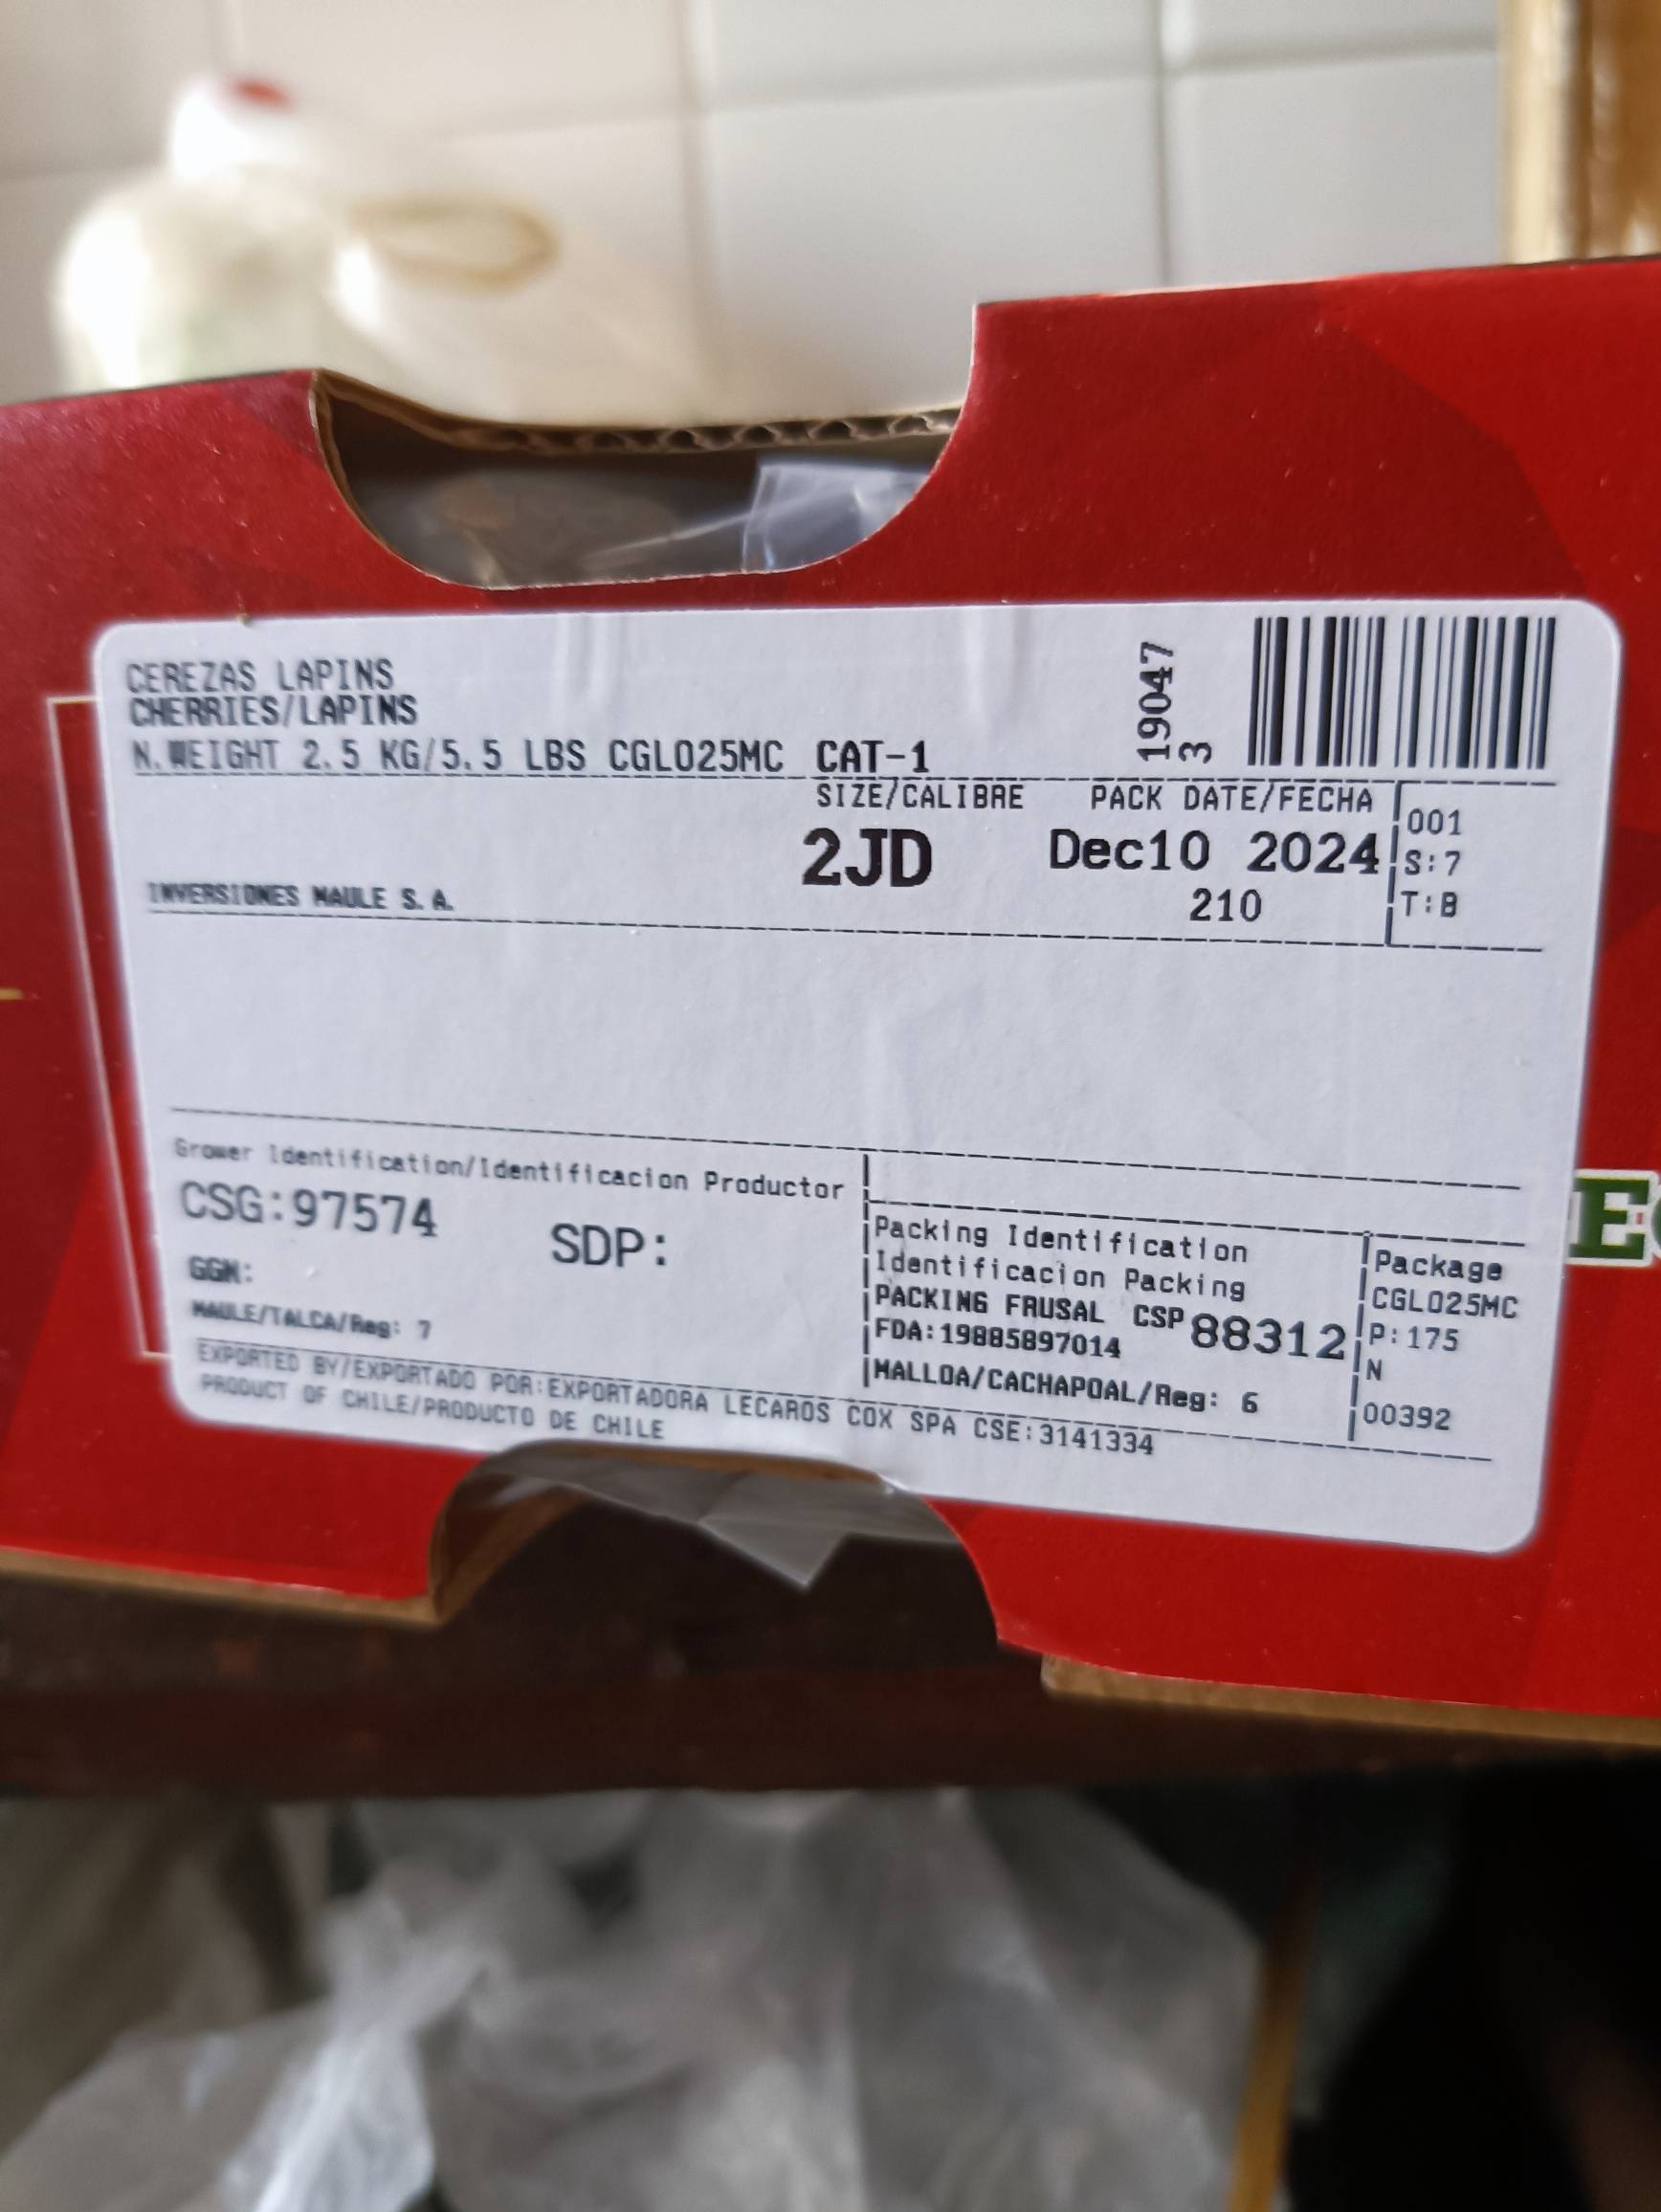 CEREZAS LAPINS
CHERRIES/LAPINS
N.WEIGHT 2.5 KG/5.5 LBS CGL025MC CAT-1
19047
3
SIZE/CALIBRE
PACK DATE/FECHA
001
2JD
Dec10 2024
S:7
INVERSIONES MAULE S.A.
210
T:B
Grower Identification/Identificacion Productor
CSG:97574
SDP:
GGN:
MAULE/TALCA/Reg: 7
Packing Identification
Identificacion Packing
PACKING FRUSAL CSP 88312
FDA:19885897014
MALLOA/CACHAPOAL/Reg: 6
Package
CGL025MC
P:175
N
00392
EXPORTED BY/EXPORTADO POR:EXPORTADORA LECAROS COX SPA CSE:3141334
PRODUCT OF CHILE/PRODUCTO DE CHILE